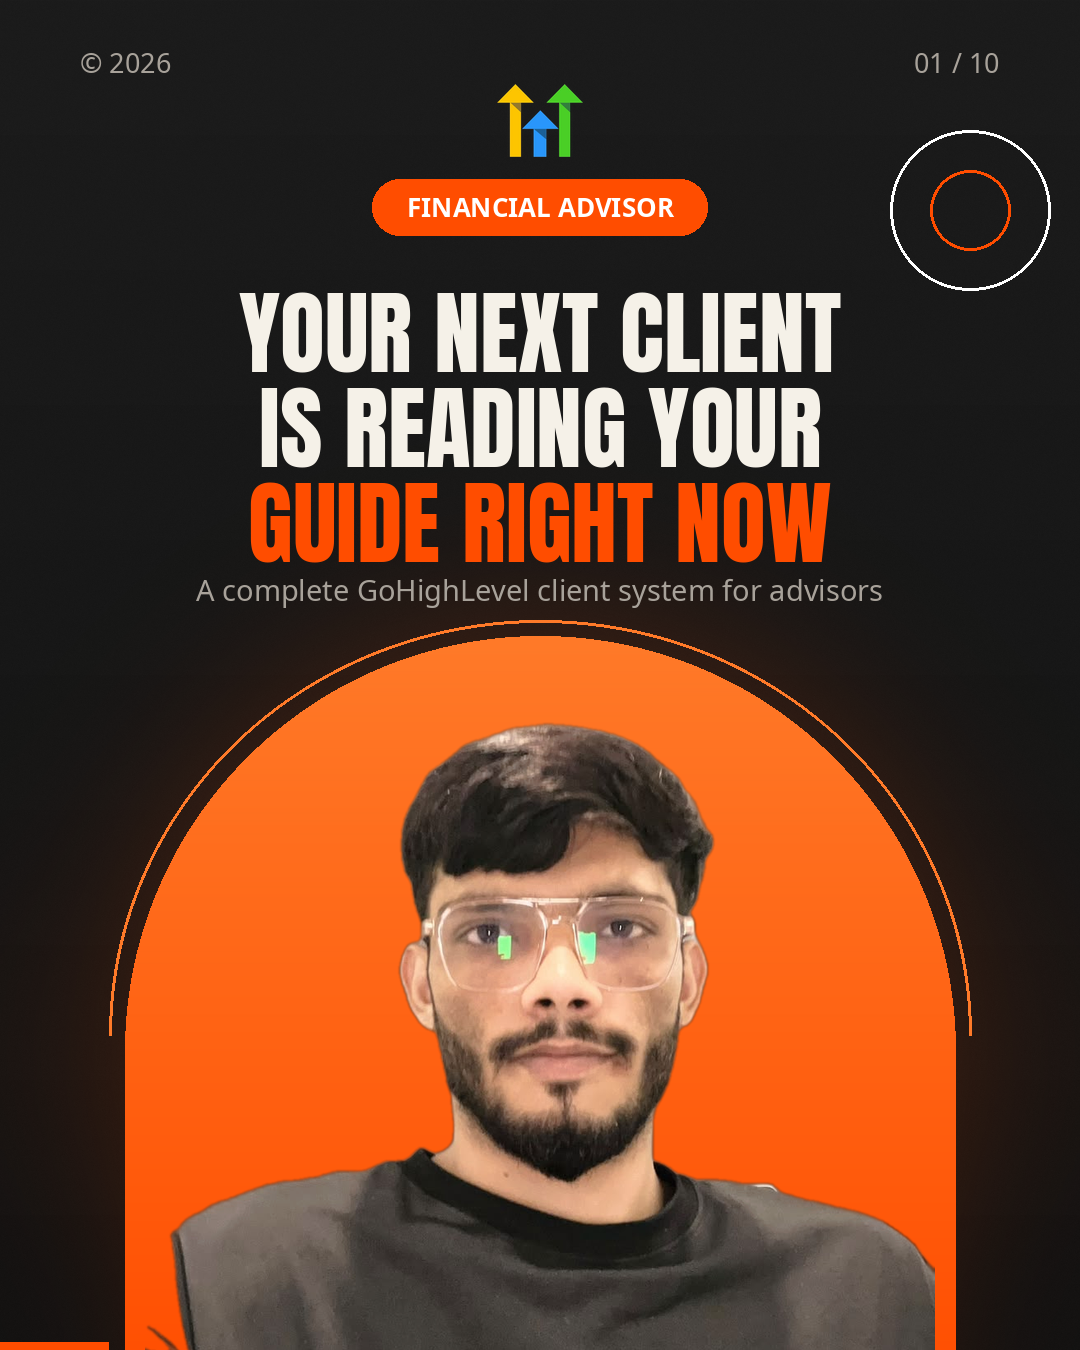 © 2026
01 / 10
FINANCIAL ADVISOR
YOUR NEXT CLIENT
IS READING YOUR
GUIDE RIGHT NOW
A complete GoHighLevel client system for advisors